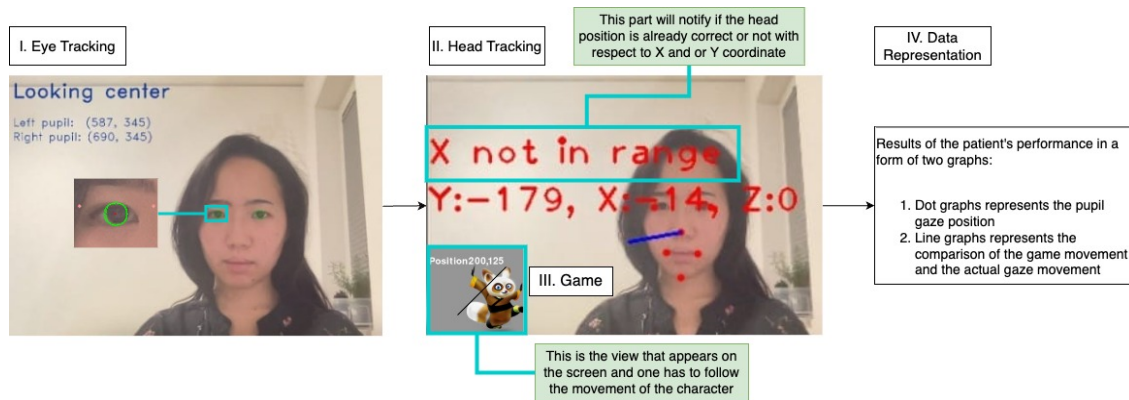 I. Eye Tracking
Looking center
Left pupil: (587, 345)
Right pupil: (690, 345)
II. Head Tracking
This part will notify if the head
position is already correct or not with
respect to X and or Y coordinate
X not in range
Y:-179, X:-14, Z:0
Position200,125
III. Game
This is the view that appears on
the screen and one has to follow
the movement of the character
IV. Data
Representation
Results of the patient's performance in a
form of two graphs:
1. Dot graphs represents the pupil
gaze position
2. Line graphs represents the
comparison of the game movement
and the actual gaze movement